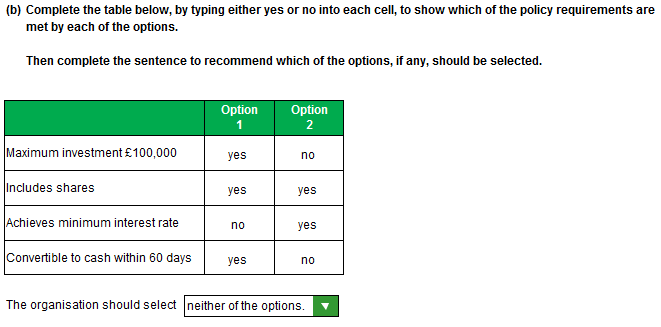 (b) Complete the table below, by typing either yes or no into each cell, to show which of the policy requirements are
met by each of the options.
Then complete the sentence to recommend which of the options, if any, should be selected.
Option 1 Option 2
Maximum investment £100,000 yes no
Includes shares yes yes
Achieves minimum interest rate no yes
Convertible to cash within 60 days yes no
The organisation should select neither of the options.